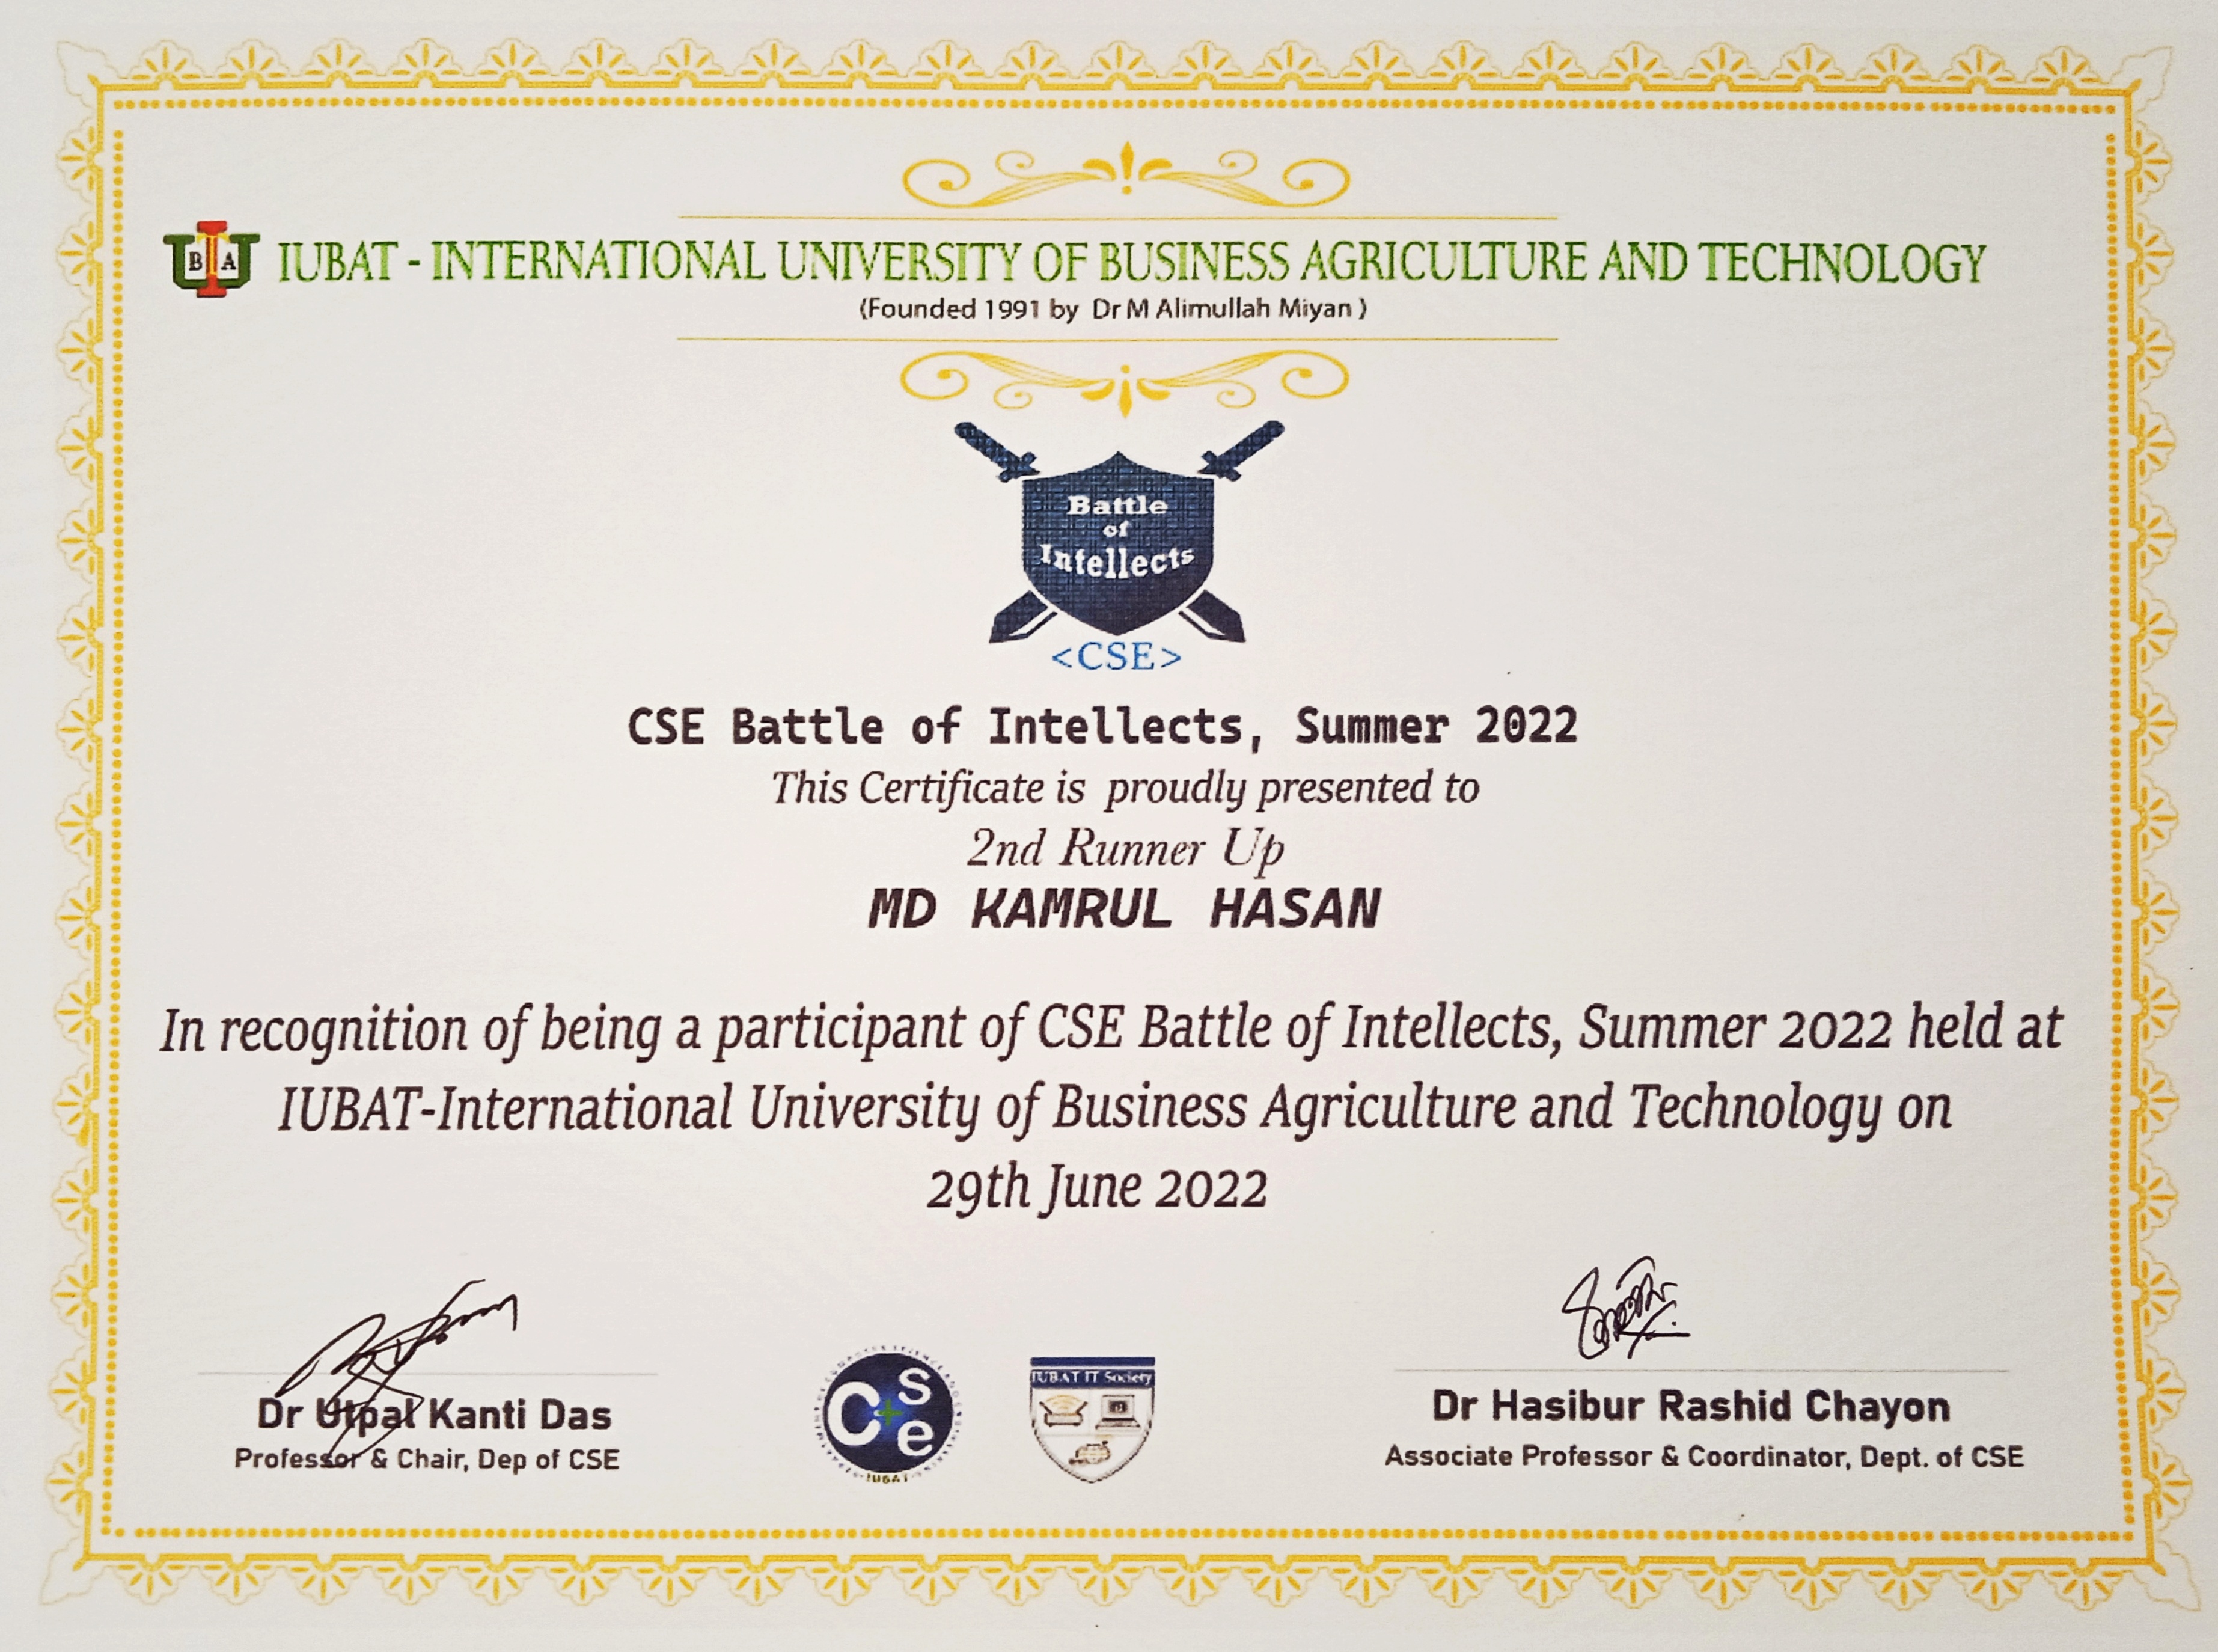 BIA
IUBAT - INTERNATIONAL UNIVERSITY OF BUSINESS AGRICULTURE AND TECHNOLOGY
(Founded 1991 by Dr M Alimullah Miyan )
Battle
of
Intellects
<CSE>
CSE Battle of Intellects, Summer 2022
This Certificate is proudly presented to
2nd Runner Up
MD KAMRUL HASAN
In recognition of being a participant of CSE Battle of Intellects, Summer 2022 held at
IUBAT-International University of Business Agriculture and Technology on
29th June 2022
Dr Utpal Kanti Das
Professor & Chair, Dep of CSE
Cse
IUBAT
IUBAT IT Society
Dr Hasibur Rashid Chayon
Associate Professor & Coordinator, Dept. of CSE